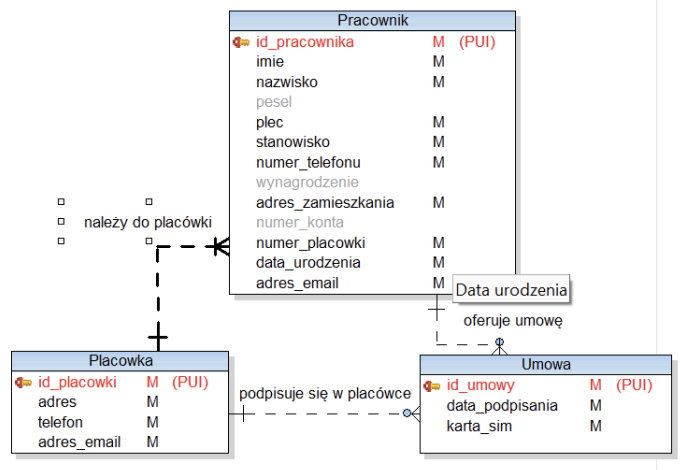 Pracownik
id_pracownika M (PUI)
imie M
nazwisko M
pesel
plec M
stanowisko M
numer_telefonu M
wynagrodzenie
adres_zamieszkania M
numer_konta
numer_placowki M
data_urodzenia M
adres_email M
należy do placówki
Data urodzenia
oferuje umowę
Placowka
id_placowki M (PUI)
adres M
telefon M
adres_email M
podpisuje się w placówce
Umowa
id_umowy M (PUI)
data_podpisania M
karta_sim M